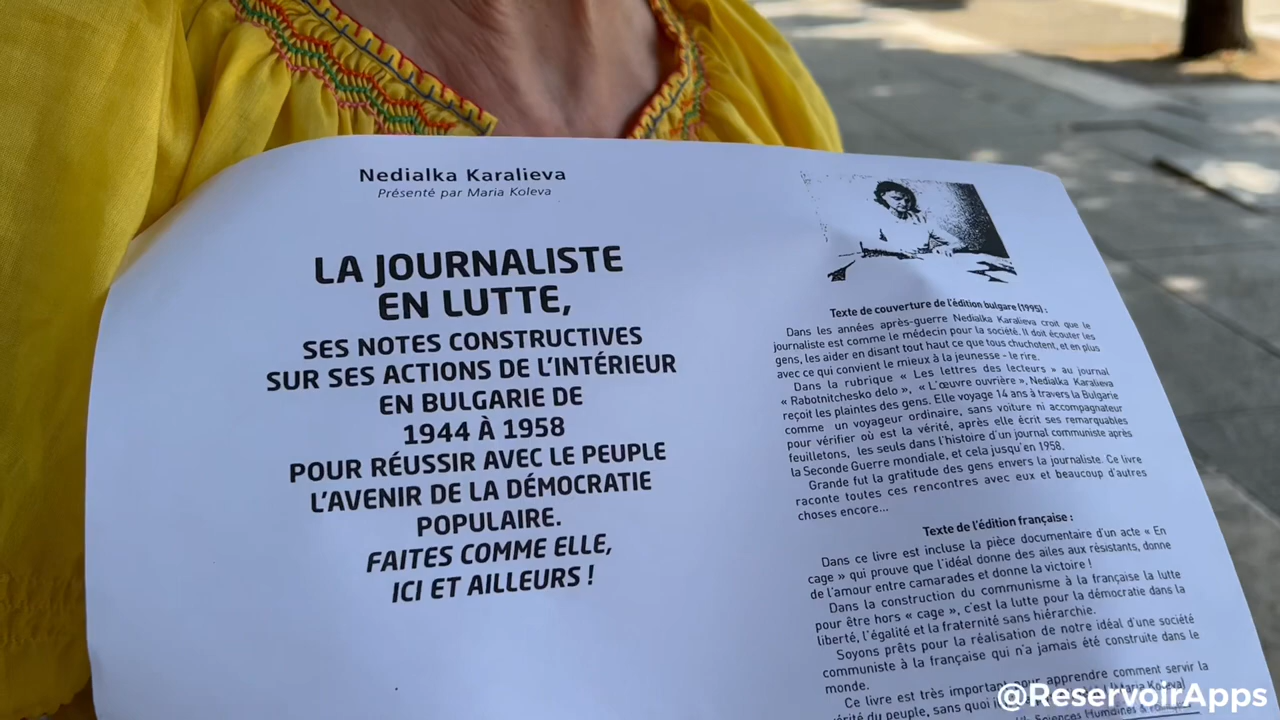 Nedialka Karalieva
Présenté par Maria Koleva
LA JOURNALISTE
EN LUTTE,
SES NOTES CONSTRUCTIVES
SUR SES ACTIONS DE L'INTÉRIEUR
EN BULGARIE DE
1944 À 1958
POUR RÉUSSIR AVEC LE PEUPLE
L'AVENIR DE LA DÉMOCRATIE
POPULAIRE.
FAITES COMME ELLE,
ICI ET AILLEURS !
Texte de couverture de l'édition bulgare (1995) :
Dans les années après-guerre Nedialka Karalieva croit que le
journaliste est comme le médecin pour la société. Il doit écouter les
gens, les aider en disant tout haut ce que tous chuchotent, et en plus
avec ce qui convient le mieux à la jeunesse - le rire.
Dans la rubrique « Les lettres des lecteurs » au journal
« Rabotnitchesko delo », « L'œuvre ouvrière », Nedialka Karalieva
reçoit les plaintes des gens. Elle voyage 14 ans à travers la Bulgarie
comme un voyageur ordinaire, sans voiture ni accompagnateur
pour vérifier où est la vérité, après elle écrit ses remarquables
feuilletons, les seuls dans l'histoire d'un journal communiste après
la Seconde Guerre mondiale, et cela jusqu'en 1958.
Grande fut la gratitude des gens envers la journaliste. Ce livre
raconte toutes ces rencontres avec eux et beaucoup d'autres
choses encore...
Texte de l'édition française :
Dans ce livre est incluse la pièce documentaire d'un acte « En
cage » qui prouve que l'idéal donne des ailes aux résistants, donne
de l'amour entre camarades et donne la victoire !
Dans la construction du communisme à la française la lutte
pour être hors « cage », c'est la lutte pour la démocratie dans la
liberté, l'égalité et la fraternité sans hiérarchie.
Soyons prêts pour la réalisation de notre idéal d'une société
communiste à la française qui n'a jamais été construite dans le
monde.
Ce livre est très important pour apprendre comment servir la
vérité du peuple, sans quoi (Maria Koleva)
Sciences Humaines &
@ReservoirApps